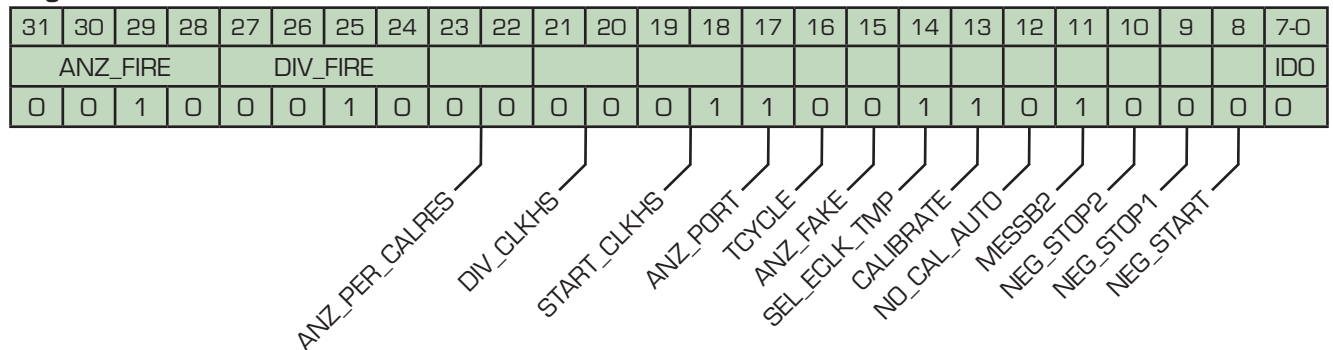 31 30 29 28 27 26 25 24 23 22 21 20 19 18 17 16 15 14 13 12 11 10 9 8 7-0
ANZ_FIRE DIV_FIRE ID0
0 0 1 0 0 0 1 0 0 0 0 0 0 1 1 0 0 1 1 0 1 0 0 0 0
ANZ_PER_CALRES
DIV_CLKHS
START_CLKHS
ANZ_PORT
TCYCLE
ANZ_FAKE
SEL_ECLK_TMP
CALIBRATE
NO_CAL_AUTO
MESSB2
NEG_STOP2
NEG_STOP1
NEG_START